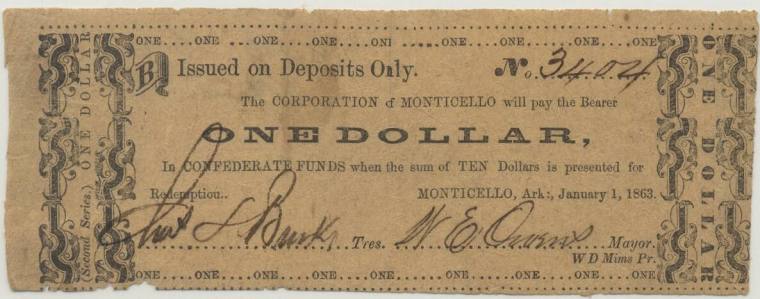 ONE....ONE ....ONE....ONE....ONI ....ONE....ONE....ONE....ONE....ONE
B Issued on Deposits Only. No. 3404
The CORPORATION of MONTICELLO will pay the Bearer
ONE DOLLAR,
In CONFEDERATE FUNDS when the sum of TEN Dollars is presented for
Redemption.. MONTICELLO, Ark:, January 1, 1863.
Banks Tres. W E Owens Mayor.
W D Mims Pr.
ONE....ONE....ONE....ONE....ONE....ONE....ONE....ONE....ONE....ONE
(Second Series.) ONE DOLLAR
ONE DOLLAR